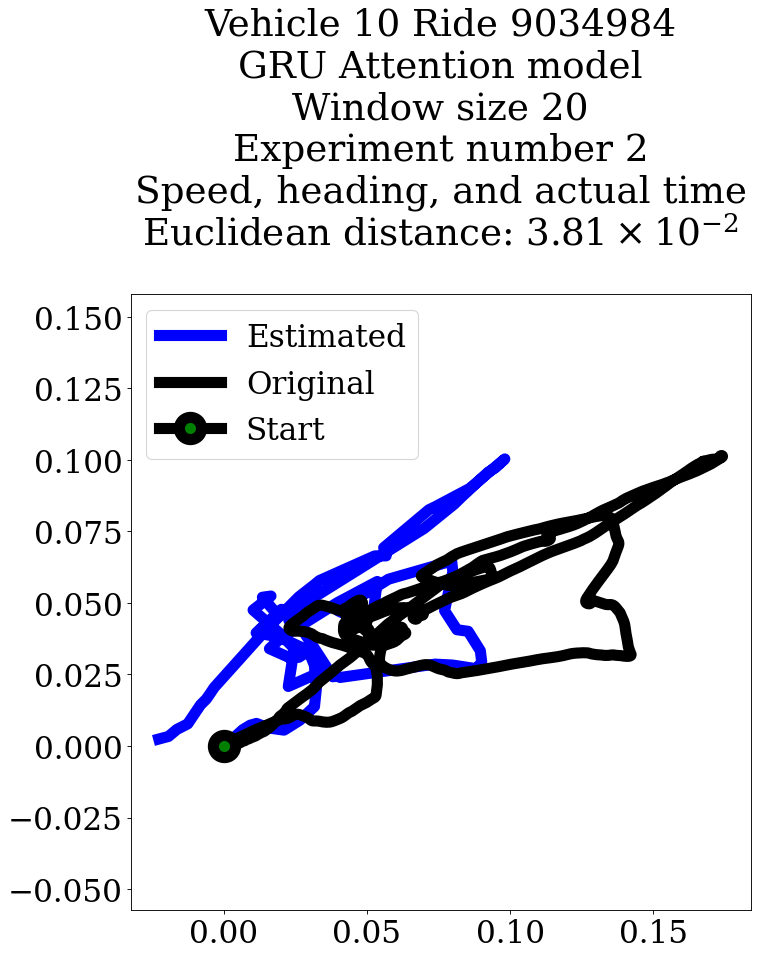 Vehicle 10 Ride 9034984
GRU Attention model
Window size 20
Experiment number 2
Speed, heading, and actual time
Euclidean distance: 3.81 × 10⁻²
Estimated
Original
Start
0.150
0.125
0.100
0.075
0.050
0.025
0.000
−0.025
−0.050
0.00 0.05 0.10 0.15